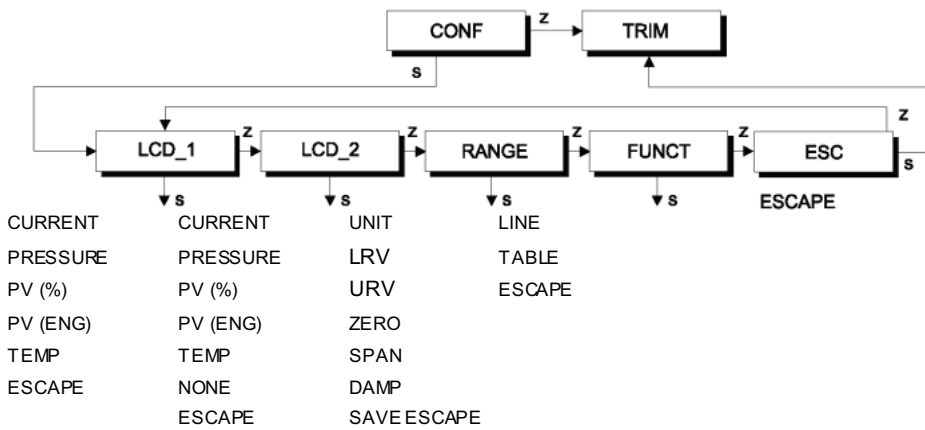 CONF Z TRIM
S
Z
LCD_1 Z LCD_2 Z RANGE Z FUNCT Z ESC S
S S S S ESCAPE
CURRENT CURRENT UNIT LINE
PRESSURE PRESSURE LRV TABLE
PV (%) PV (%) URV ESCAPE
PV (ENG) PV (ENG) ZERO
TEMP TEMP SPAN
ESCAPE NONE DAMP
ESCAPE SAVE ESCAPE